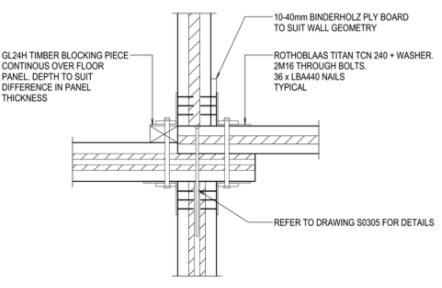 10-40mm BINDERHOLZ PLY BOARD
TO SUIT WALL GEOMETRY
GL24H TIMBER BLOCKING PIECE
CONTINOUS OVER FLOOR
PANEL. DEPTH TO SUIT
DIFFERENCE IN PANEL
THICKNESS
ROTHOBLAAS TITAN TCN 240 + WASHER.
2M16 THROUGH BOLTS.
36 x LBA440 NAILS
TYPICAL
REFER TO DRAWING S0305 FOR DETAILS